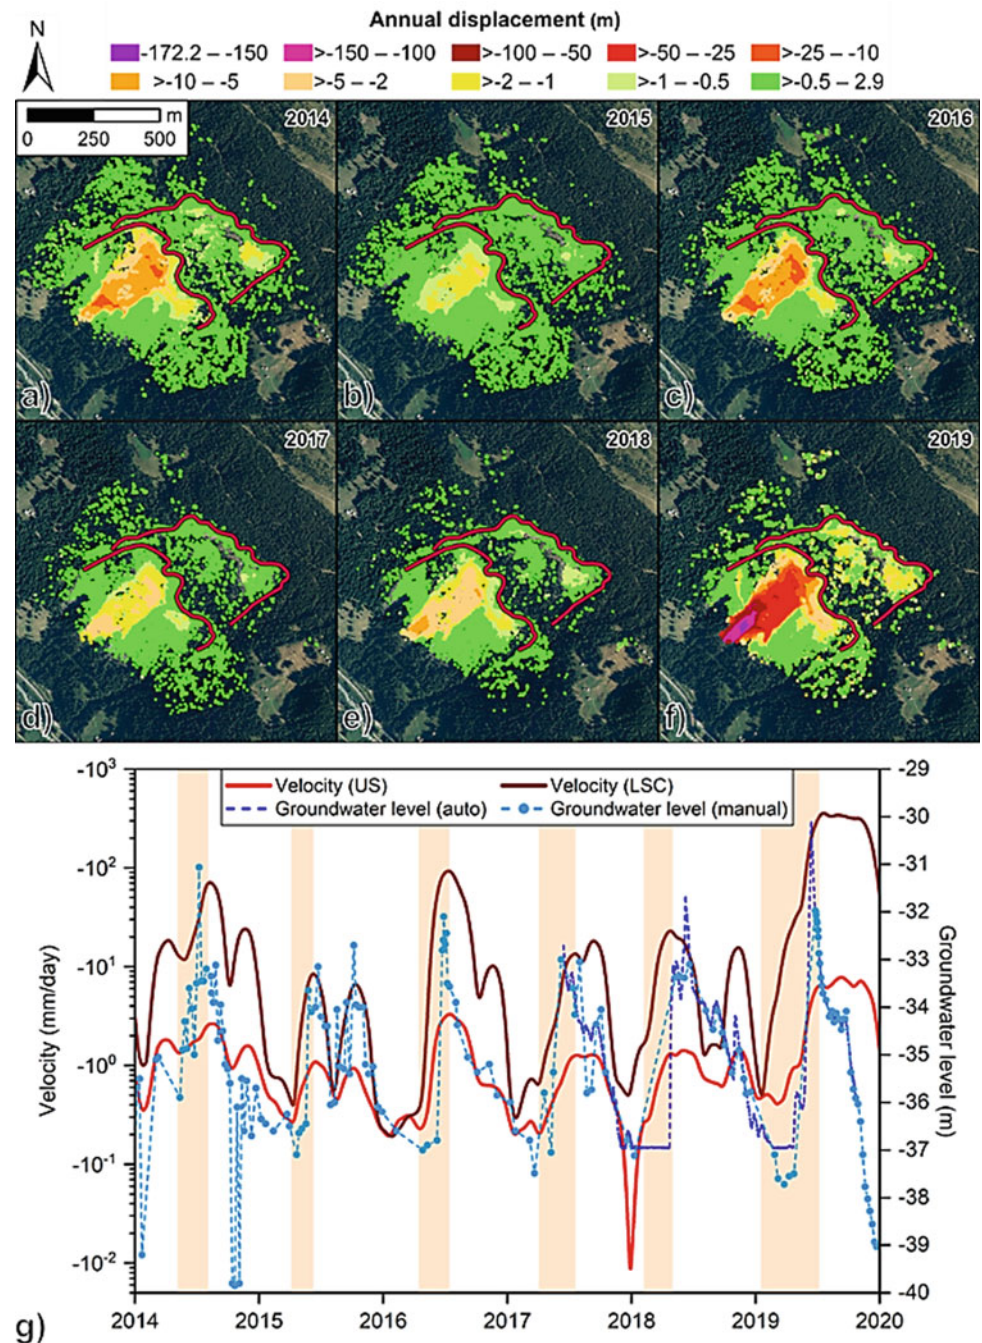 Annual displacement (m)
N
-172.2 – -150 >-150 – -100 >-100 – -50 >-50 – -25 >-25 – -10
>-10 – -5 >-5 – -2 >-2 – -1 >-1 – -0.5 >-0.5 – 2.9
m
0 250 500
2014 2015 2016
a) b) c)
2017 2018 2019
d) e) f)
-10³ -29
Velocity (US) Velocity (LSC)
Groundwater level (auto) Groundwater level (manual)
-30
-10² -31
-32
-10¹ -33
-34
-10⁰ -35
-36
-10⁻¹ -37
-38
-10⁻² -39
-40
Velocity (mm/day)
Groundwater level (m)
2014 2015 2016 2017 2018 2019 2020
g)